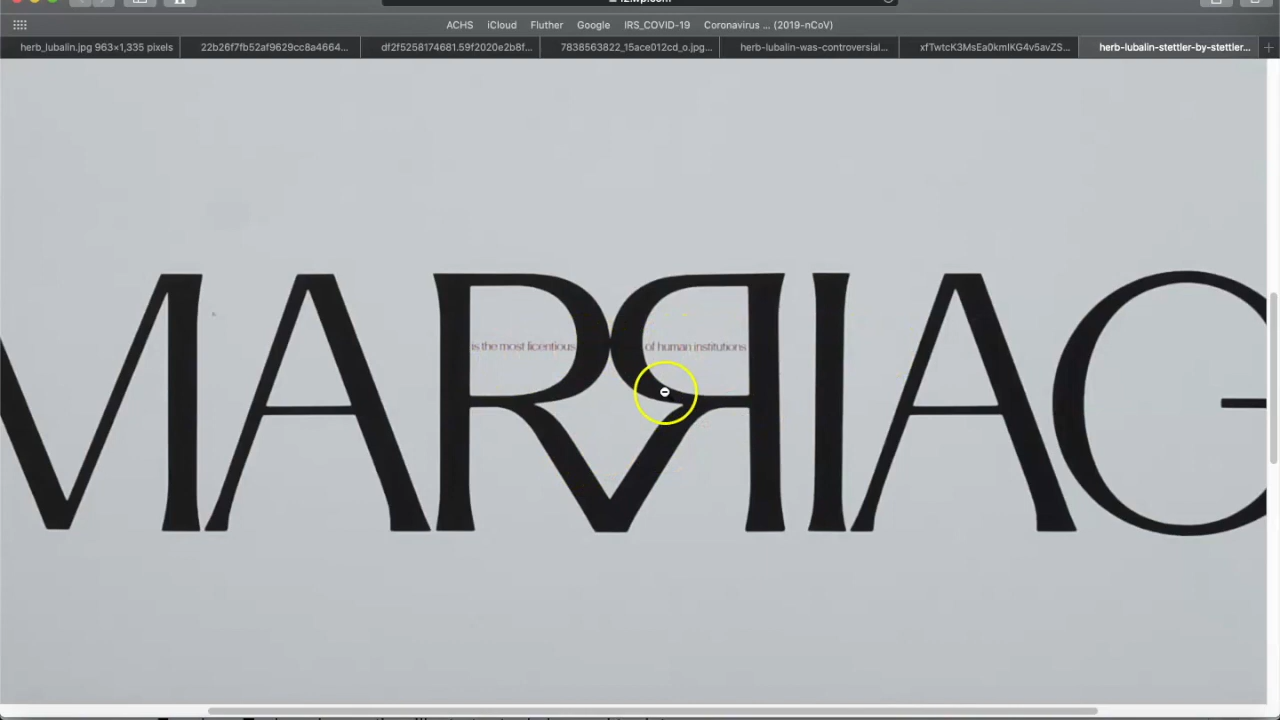 ACHS iCloud Fluther Google IRS_COVID-19 Coronavirus ... (2019-nCoV)
herb_lubalin.jpg 963×1,335 pixels 22b26f7fb52af9629cc8a4664... df2f5258174681.59f2020e2b8f... 7838563822_15ace012cd_o.jpg... herb-lubalin-was-controversial... xfTwtcK3MsEa0kmlKG4v5avZS... herb-lubalin-stettler-by-stettler...
MARRIAG
is the most licentious of human institutions